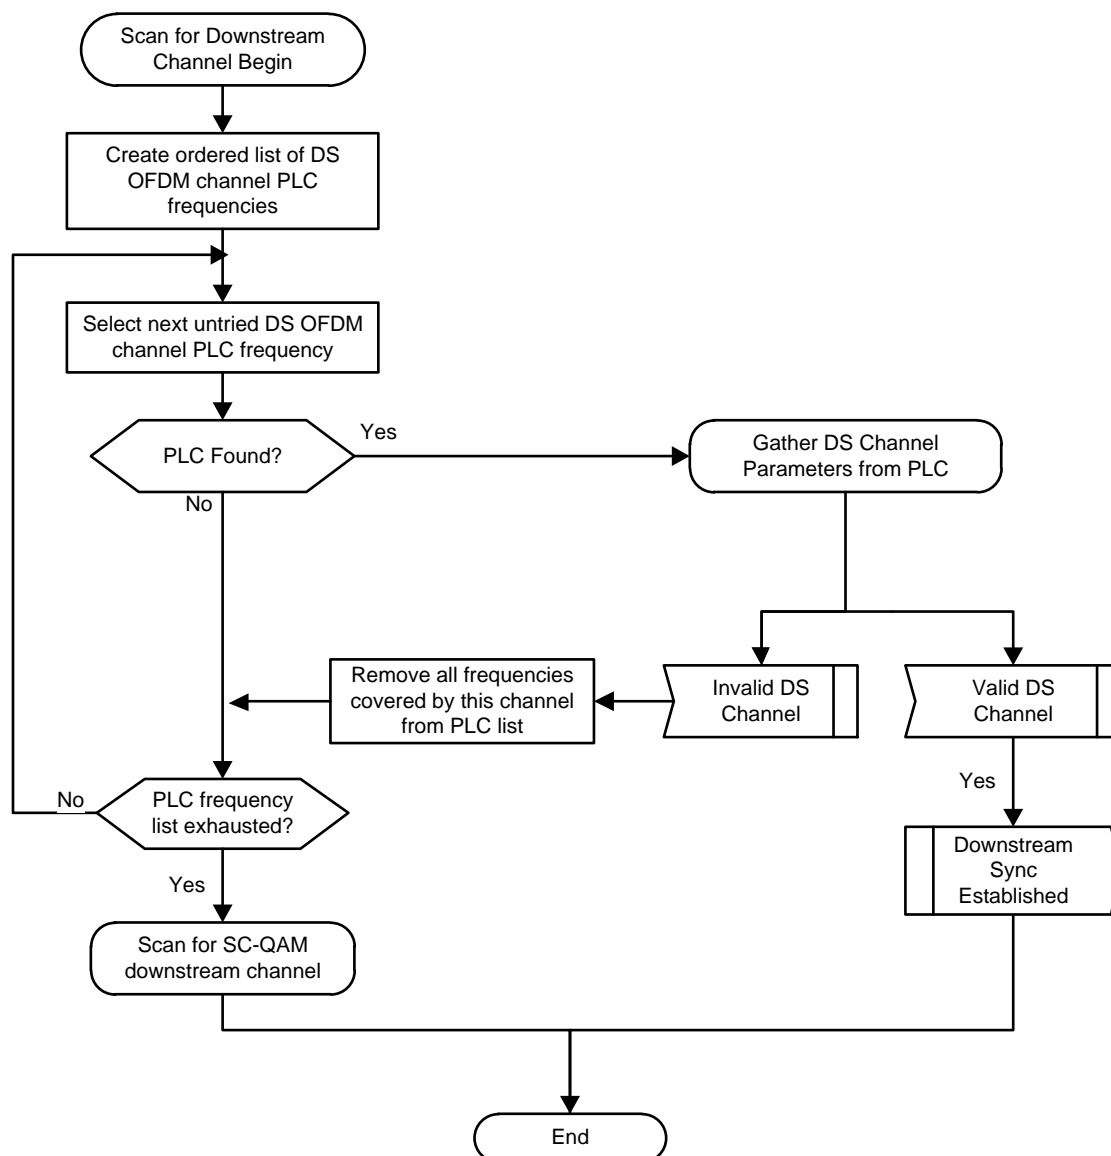 Scan for Downstream
Channel Begin
Create ordered list of DS
OFDM channel PLC
frequencies
Select next untried DS OFDM
channel PLC frequency
PLC Found?
Yes
Gather DS Channel
Parameters from PLC
No
Remove all frequencies
covered by this channel
from PLC list
Invalid DS
Channel
Valid DS
Channel
No
PLC frequency
list exhausted?
Yes
Downstream
Sync
Established
Yes
Scan for SC-QAM
downstream channel
End